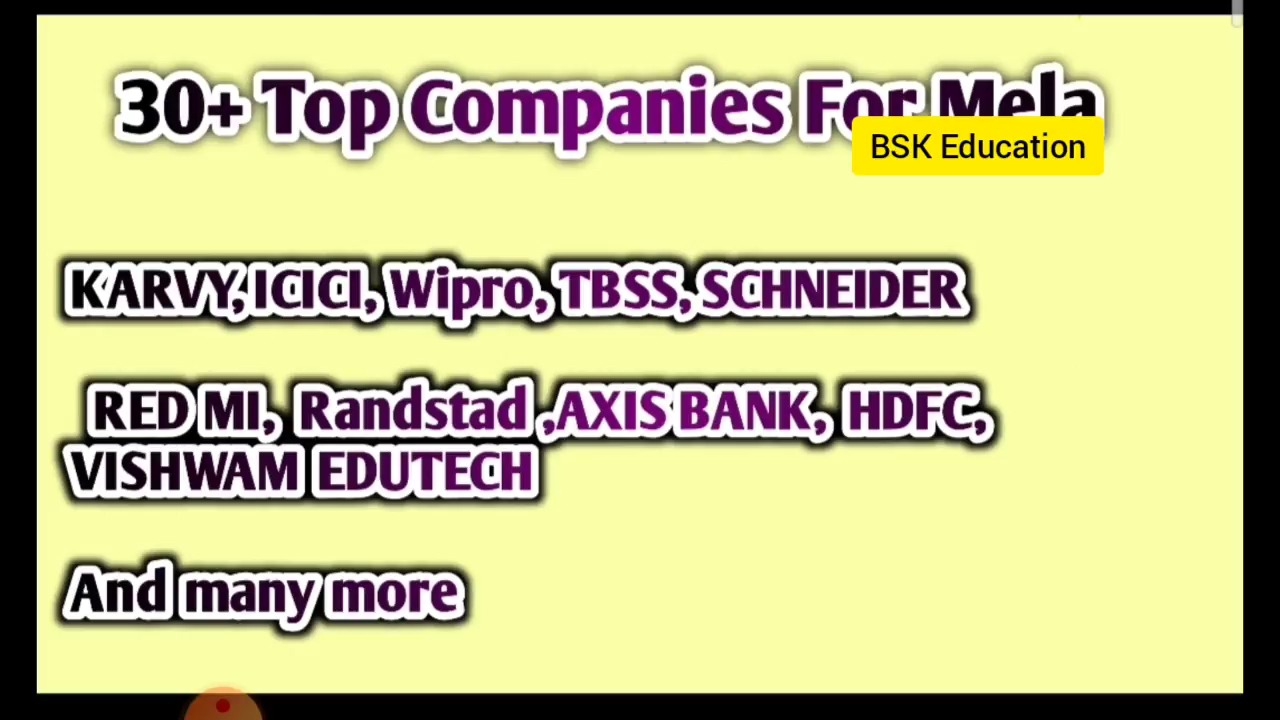 30+ Top Companies For Mela
BSK Education
KARVY, ICICI, Wipro, TBSS, SCHNEIDER
RED MI, Randstad ,AXIS BANK, HDFC,
VISHWAM EDUTECH
And many more